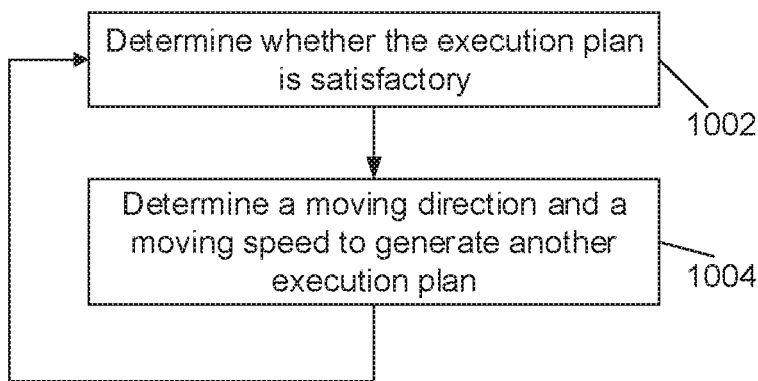 Determine whether the execution plan
is satisfactory
1002
Determine a moving direction and a
moving speed to generate another
execution plan
1004